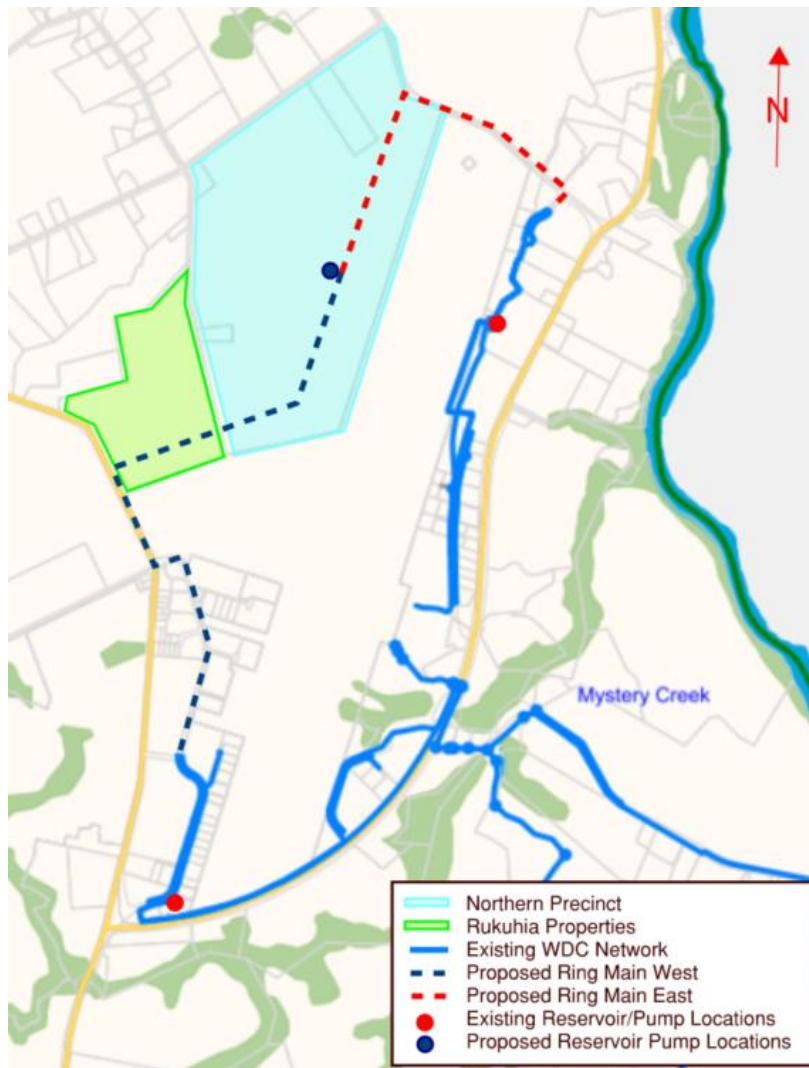 N
Mystery Creek
Northern Precinct
Rukuhia Properties
Existing WDC Network
Proposed Ring Main West
Proposed Ring Main East
Existing Reservoir/Pump Locations
Proposed Reservoir Pump Locations